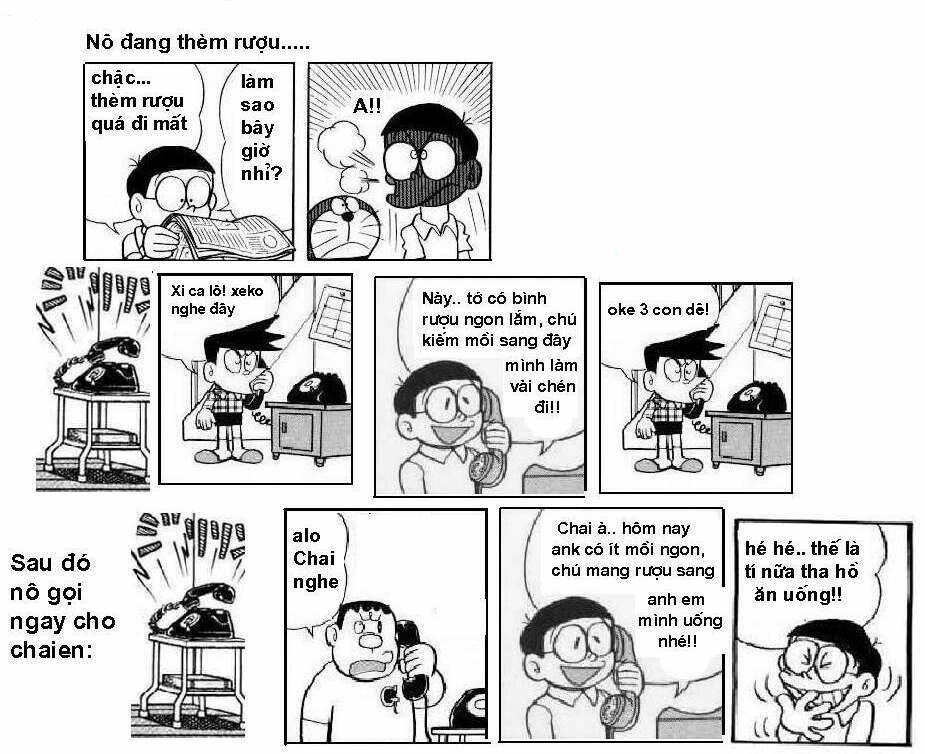 Nô đang thèm rượu.....
chậc...
thèm rượu
quá đi mất
làm
sao
bây
giờ
nhỉ?
A!!
Xi ca lô! xeko
nghe đây
Này.. tớ có bình
rượu ngon lắm, chú
kiếm mồi sang đây
mình làm
vài chén
đi!!
oke 3 con dê!
Sau đó
nô gọi
ngay cho
chaien:
alo
Chai
nghe
Chai à.. hôm nay
ank có ít mồi ngon,
chú mang rượu sang
anh em
mình uống
nhé!!
hé hé.. thế là
tí nữa tha hồ
ăn uống!!